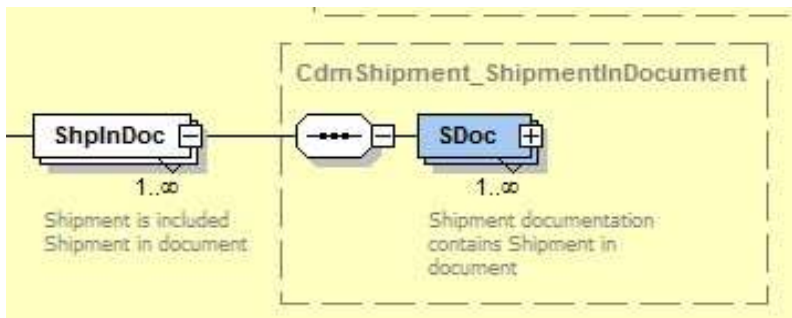 CdmShipment_ShipmentInDocument
ShpInDoc
SDoc
1..∞
1..∞
Shipment is included
Shipment in document
Shipment documentation
contains Shipment in
document